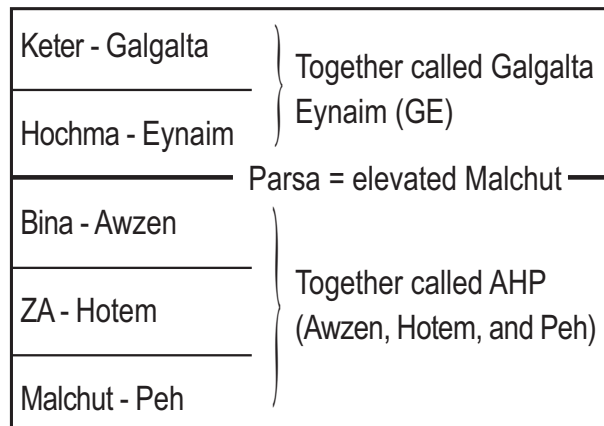 Keter - Galgalta
Hochma - Eynaim
Together called Galgalta
Eynaim (GE)
Parsa = elevated Malchut
Bina - Awzen
ZA - Hotem
Malchut - Peh
Together called AHP
(Awzen, Hotem, and Peh)